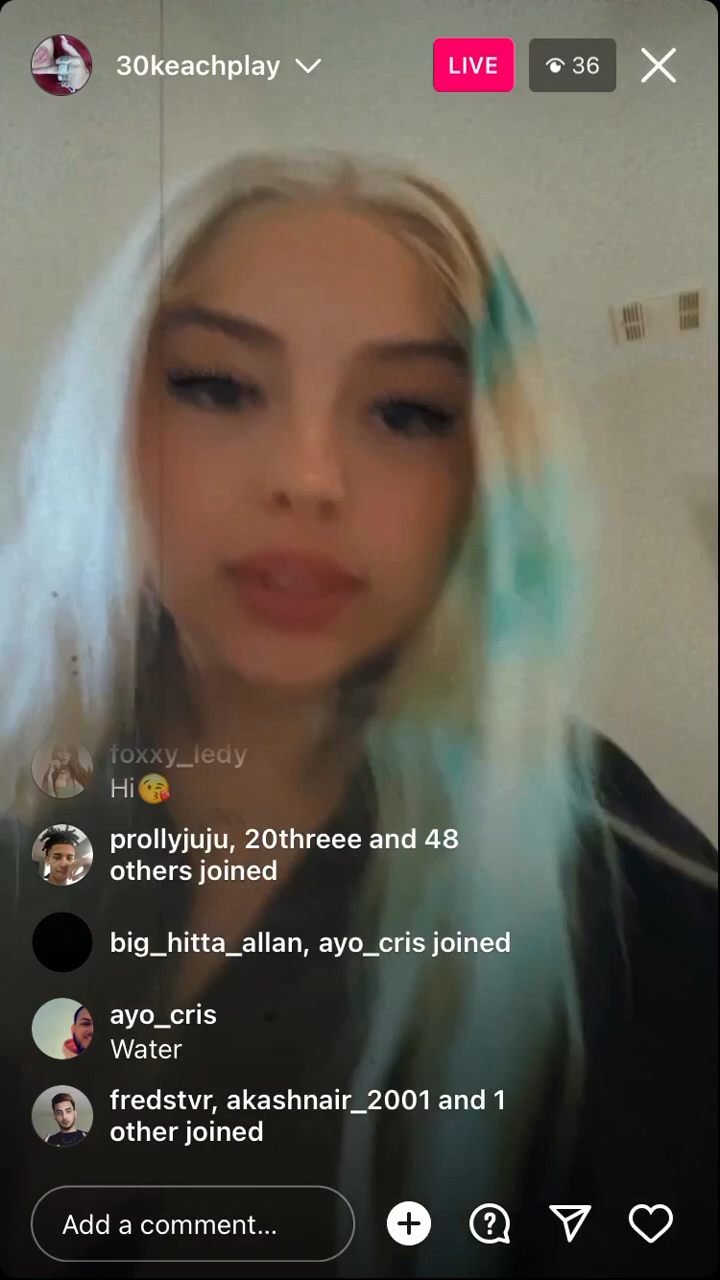 30keachplay
LIVE
36
foxxy_ledy
Hi😘
prollyjuju, 20threee and 48
others joined
big_hitta_allan, ayo_cris joined
ayo_cris
Water
fredstvr, akashnair_2001 and 1
other joined
Add a comment...